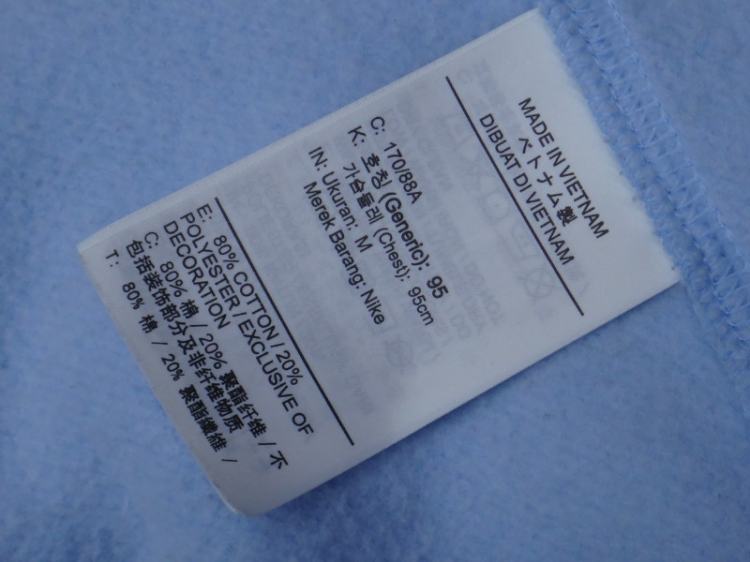 MADE IN VIETNAM
ベトナム製
DIBUAT DI VIETNAM
C: 170/88A
K: 호칭 (Generic): 95
가슴둘레 (Chest): 95cm
IN: Ukuran: M
Merek Barang: Nike
E: 80% COTTON / 20%
POLYESTER / EXCLUSIVE OF
DECORATION
C: 80% 棉 / 20% 聚酯纤维 / 不
包括装饰部分及非纤维物质
T: 80% 棉 / 20% 聚酯纖維 /